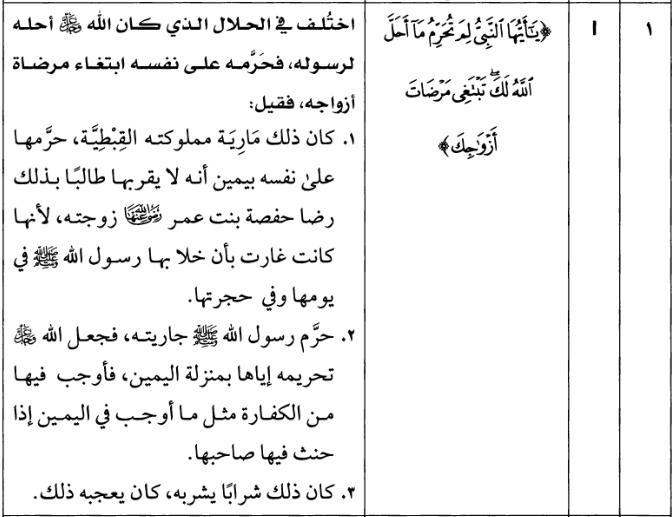 ١
١
﴿يَٰٓأَيُّهَا ٱلنَّبِىُّ لِمَ تُحَرِّمُ مَآ أَحَلَّ
ٱللَّهُ لَكَ ۖ تَبْتَغِى مَرْضَاتَ
أَزْوَٰجِكَ﴾
اختُلف في الحلال الذي كان الله ﷻ أحله
لرسوله، فحَرَّمه على نفسه ابتغاء مرضاة
أزواجه، فقيل:
١. كان ذلك مَارِيَة مملوكته القِبْطِيَّة، حرَّمها
علىٰ نفسه بيمين أنه لا يقربها طالبًا بذلك
رضا حفصة بنت عمر رضي الله عنها زوجته، لأنها
كانت غارت بأن خلا بها رسول الله ﷺ في
يومها وفي حجرتها.
٢. حرَّم رسول الله ﷺ جاريته، فجعل الله ﷻ
تحريمه إياها بمنزلة اليمين، فأوجب فيها
من الكفارة مثل ما أوجب في اليمين إذا
حنث فيها صاحبها.
٣. كان ذلك شرابًا يشربه، كان يعجبه ذلك.